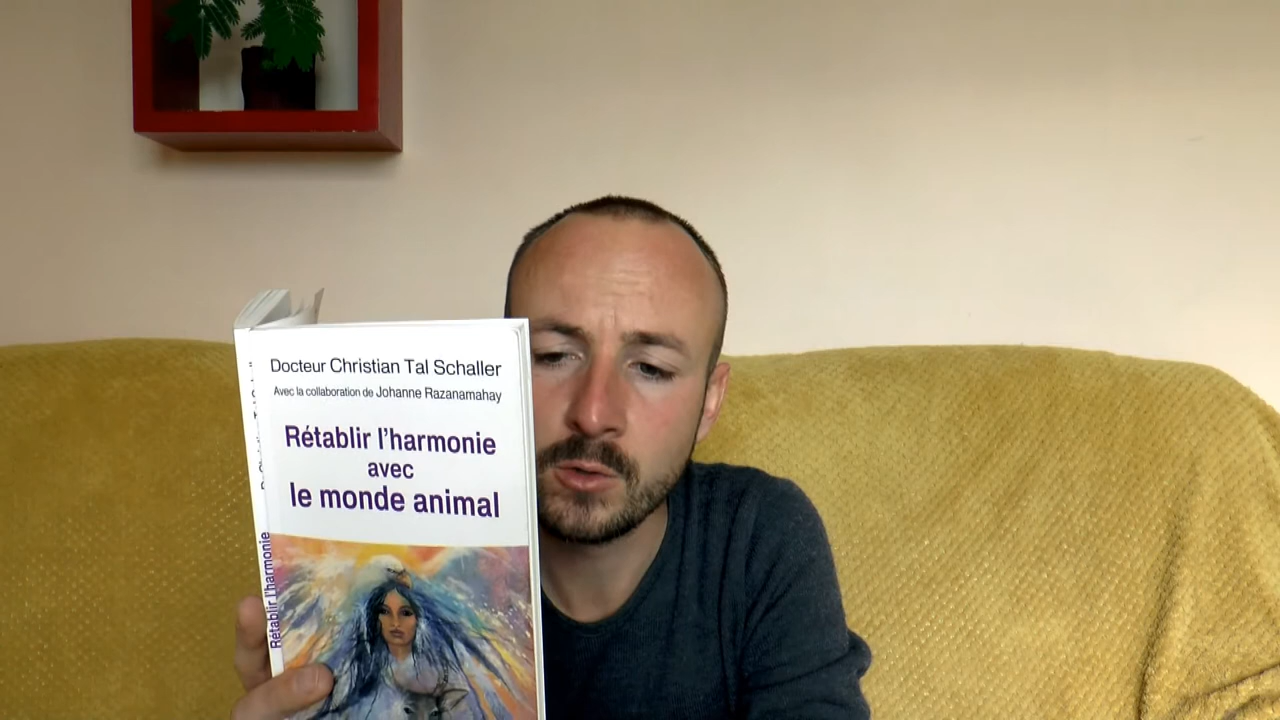 Docteur Christian Tal Schaller
Avec la collaboration de Johanne Razanamahay
Rétablir l'harmonie
avec
le monde animal
Rétablir l'harmonie